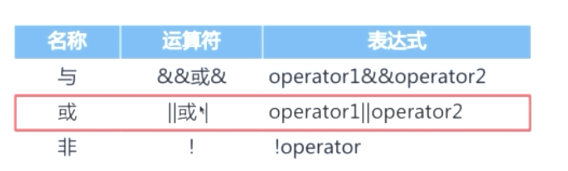 名称 运算符 表达式
与 &&或& operator1&&operator2
或 ||或| operator1||operator2
非 ! !operator